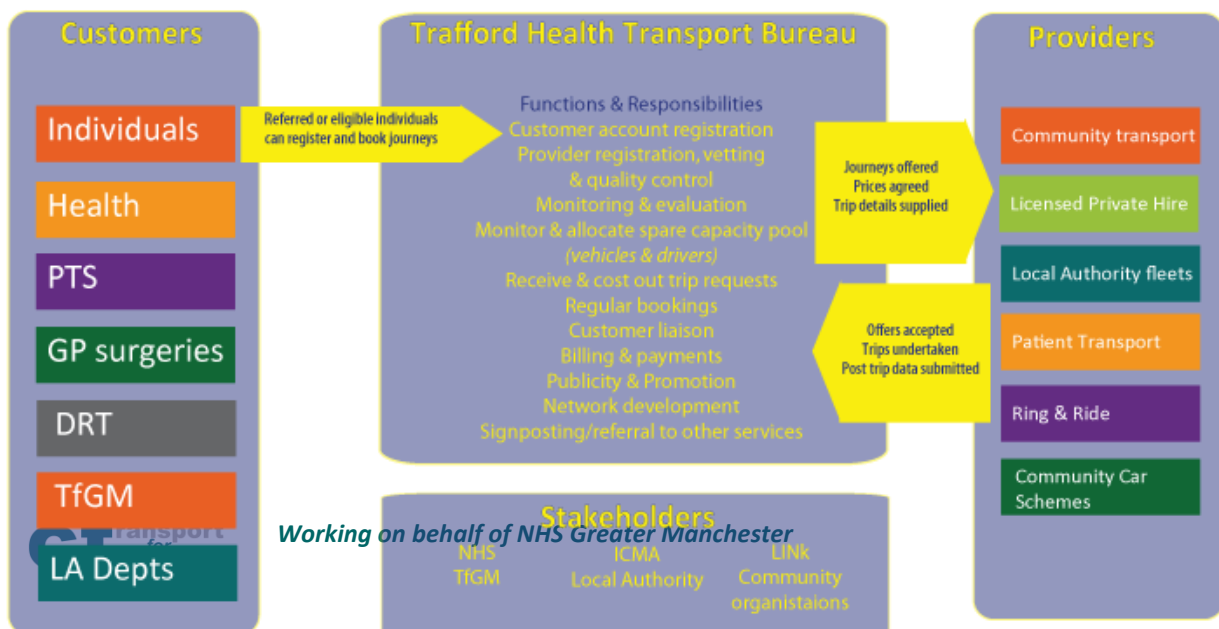 Customers
Individuals
Health
PTS
GP surgeries
DRT
TfGM
LA Depts
Referred or eligible individuals
can register and book journeys
Trafford Health Transport Bureau
Functions & Responsibilities
Customer account registration
Provider registration, vetting
& quality control
Monitoring & evaluation
Monitor & allocate spare capacity pool
(vehicles & drivers)
Receive & cost out trip requests
Regular bookings
Customer liaison
Billing & payments
Publicity & Promotion
Network development
Signposting/referral to other services
Journeys offered
Prices agreed
Trip details supplied
Offers accepted
Trips undertaken
Post trip data submitted
Providers
Community transport
Licensed Private Hire
Local Authority fleets
Patient Transport
Ring & Ride
Community Car
Schemes
Stakeholders
Working on behalf of NHS Greater Manchester
NHS
TfGM
ICMA
Local Authority
LINk
Community
organistaions